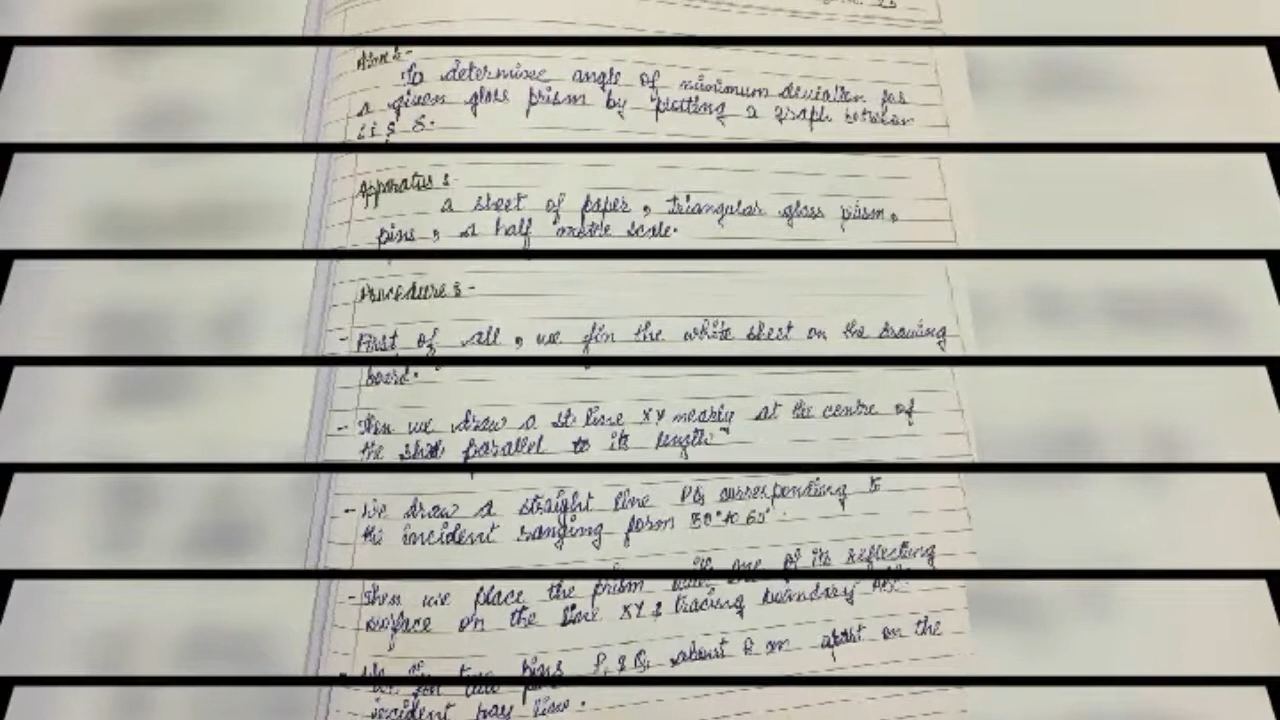 Aim :-
To determine angle of minimum deviation for
a given glass prism by plotting a graph between
∠i & δ.
Apparatus :-
a sheet of paper, triangular glass prism,
pins, a half metre scale.
Procedure :-
- First of all, we fin the white sheet on the drawing
board.
- Then we draw a st. line XY nearly at the centre of
the sheet parallel to its length
- We draw a straight line PQ corresponding to
the incident ranging form 30° to 60°.
- Then we place the prism with one of its reflecting
surface on the line XY & tracing boundary ABC
- We fin two pins P, & Q, about 8 cm apart on the
incident ray line.